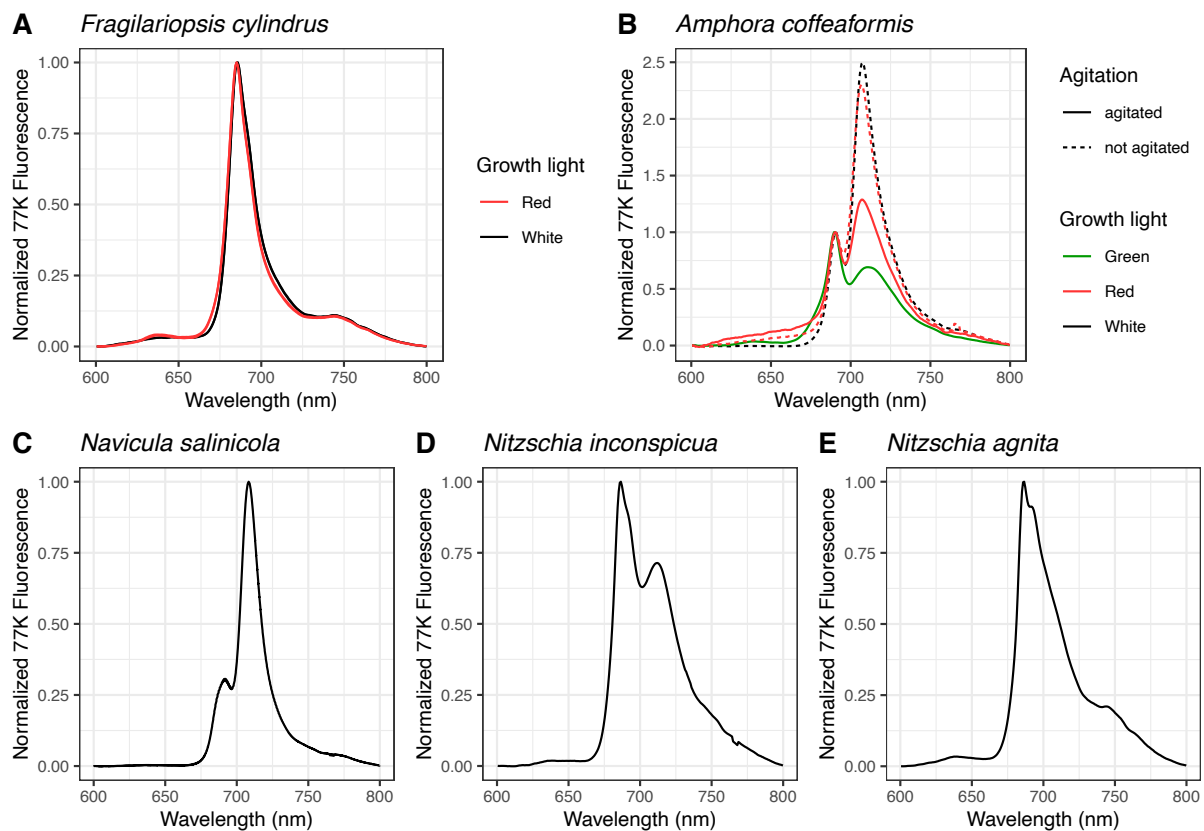 A Fragilariopsis cylindrus
1.00
0.75
0.50
0.25
0.00
600 650 700 750 800
Wavelength (nm)
Normalized 77K Fluorescence
Growth light
Red
White
B Amphora coffeaformis
2.5
2.0
1.5
1.0
0.5
0.0
600 650 700 750 800
Wavelength (nm)
Normalized 77K Fluorescence
Agitation
agitated
not agitated
Growth light
Green
Red
White
C Navicula salinicola
1.00
0.75
0.50
0.25
0.00
600 650 700 750 800
Wavelength (nm)
Normalized 77K Fluorescence
D Nitzschia inconspicua
1.00
0.75
0.50
0.25
0.00
600 650 700 750 800
Wavelength (nm)
Normalized 77K Fluorescence
E Nitzschia agnita
1.00
0.75
0.50
0.25
0.00
600 650 700 750 800
Wavelength (nm)
Normalized 77K Fluorescence